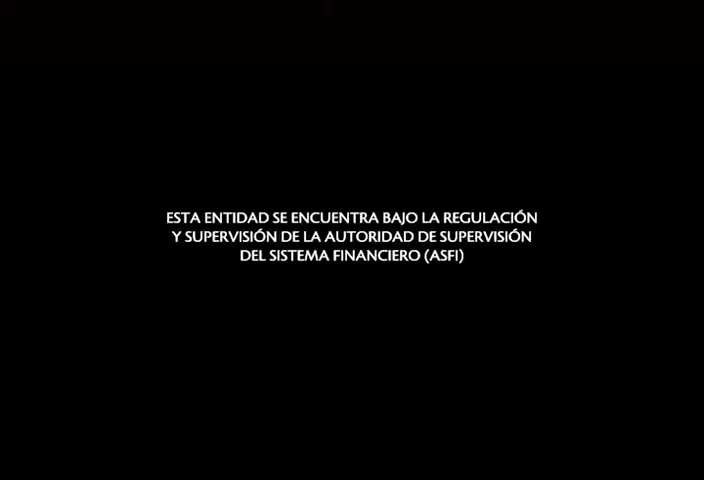 ESTA ENTIDAD SE ENCUENTRA BAJO LA REGULACIÓN
Y SUPERVISIÓN DE LA AUTORIDAD DE SUPERVISIÓN
DEL SISTEMA FINANCIERO (ASFI)